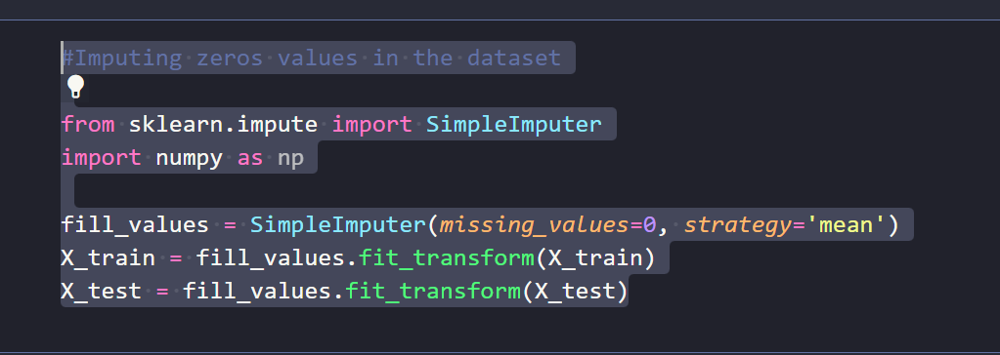 #Imputing zeros values in the dataset
from sklearn.impute import SimpleImputer
import numpy as np
fill_values = SimpleImputer(missing_values=0, strategy='mean')
X_train = fill_values.fit_transform(X_train)
X_test = fill_values.fit_transform(X_test)